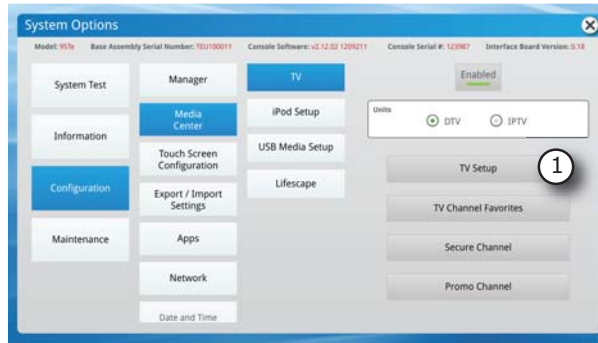 System Options
Model: VSTe Base Assembly Serial Number: TEU100011 Console Software: v2.12.02 1209211 Console Serial #: 123987 Interface Board Version: 0.18
System Test
Information
Configuration
Maintenance
Manager
Media
Center
Touch Screen
Configuration
Export / Import
Settings
Apps
Network
Date and Time
TV
iPod Setup
USB Media Setup
Lifescape
Enabled
Units
DTV IPTV
TV Setup
1
TV Channel Favorites
Secure Channel
Promo Channel